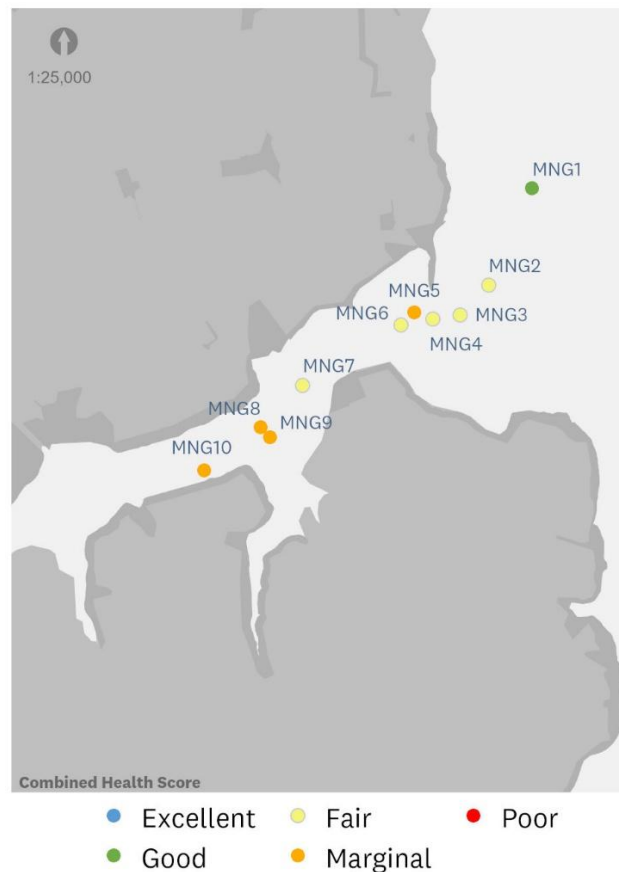 1:25,000
MNG1
MNG2
MNG5
MNG6
MNG3
MNG4
MNG7
MNG8
MNG9
MNG10
Combined Health Score
Excellent Fair Poor
Good Marginal